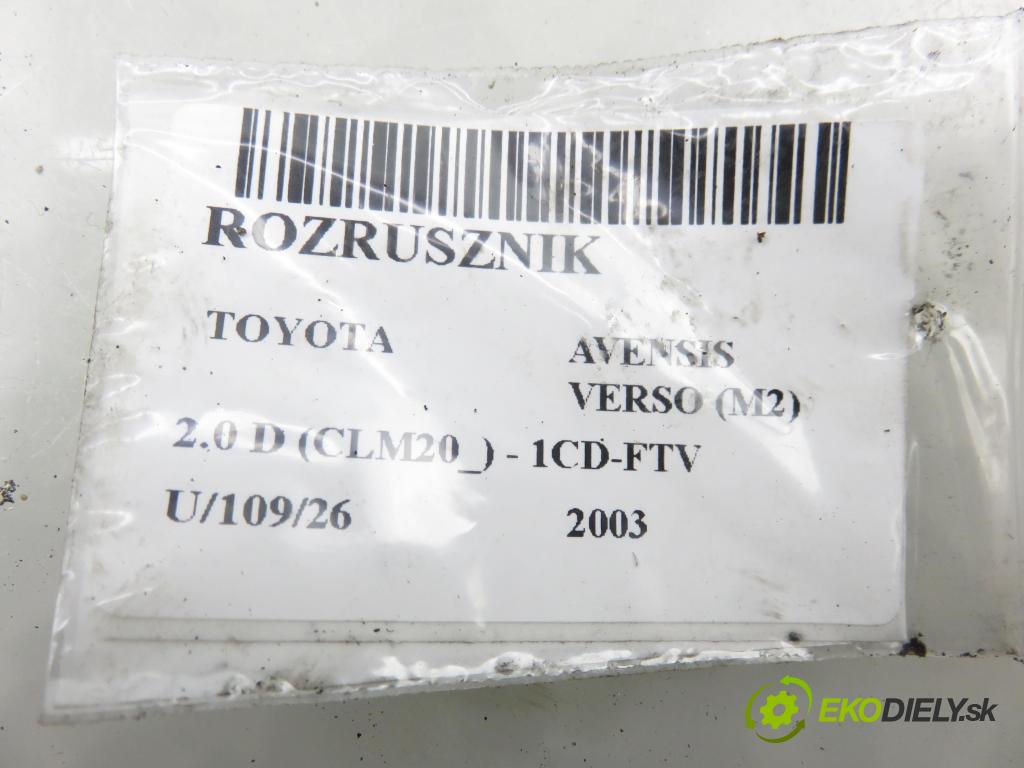 ROZRUSZNIK
TOYOTA
AVENSIS
VERSO (M2)
2.0 D (CLM20_) - 1CD-FTV
U/109/26
2003
EKODIELY.sk